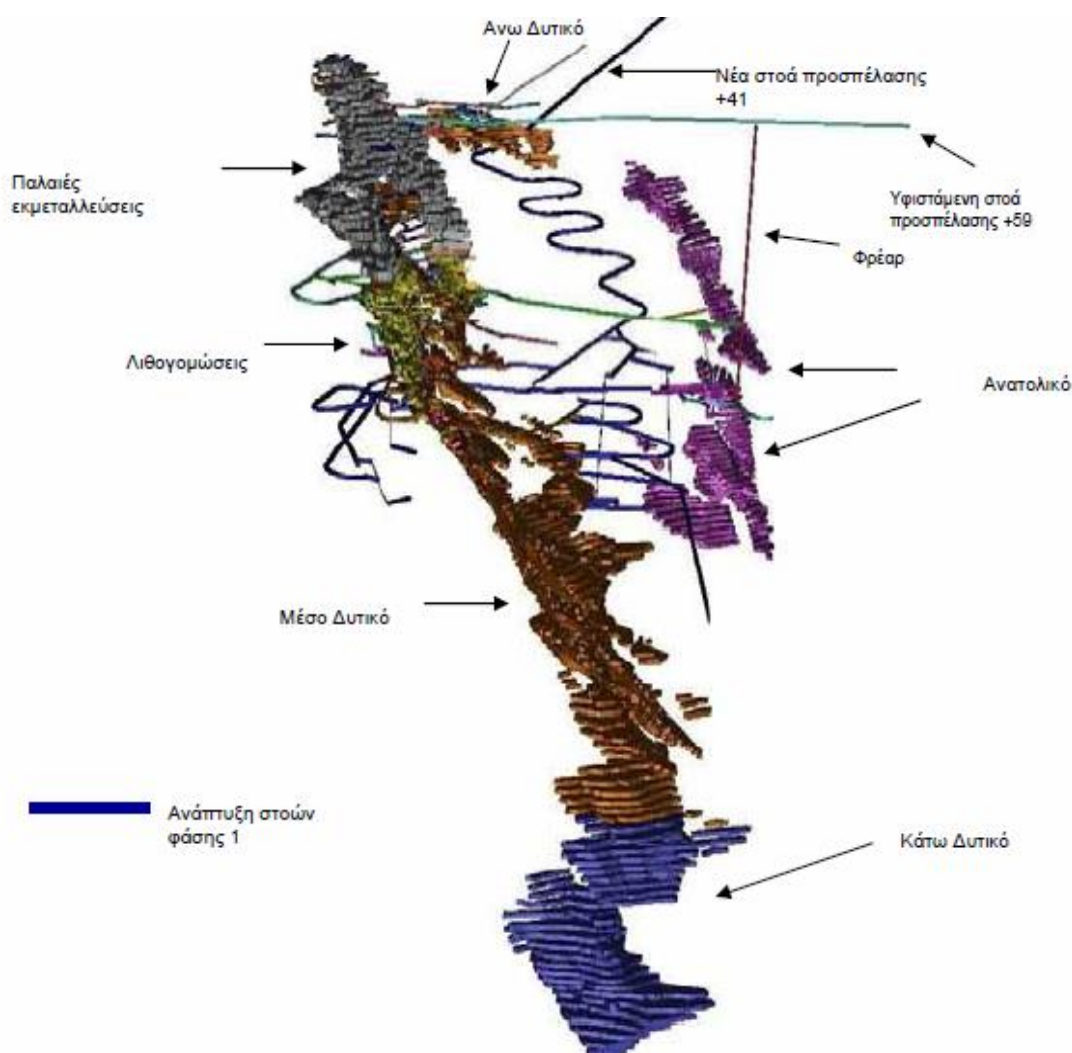 Ανω Δυτικό
Νέα στοά προσπέλασης
+41
Παλαιές
εκμεταλλεύσεις
Υφιστάμενη στοά
προσπέλασης +59
Φρέαρ
Λιθογομώσεις
Ανατολικό
Μέσο Δυτικό
Ανάπτυξη στοών
φάσης 1
Κάτω Δυτικό